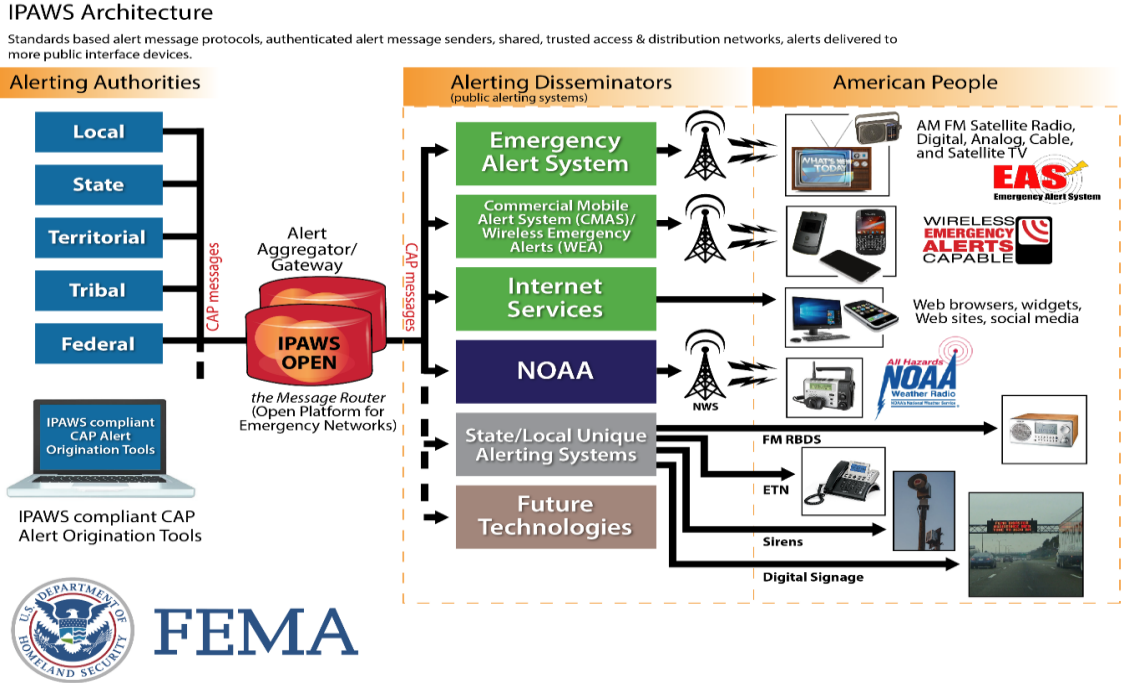 IPAWS Architecture
Standards based alert message protocols, authenticated alert message senders, shared, trusted access & distribution networks, alerts delivered to
more public interface devices.
Alerting Authorities
Local
State
Territorial
Tribal
Federal
CAP messages
IPAWS compliant
CAP Alert
Origination Tools
IPAWS compliant CAP
Alert Origination Tools
Alert
Aggregator/
Gateway
IPAWS
OPEN
the Message Router
(Open Platform for
Emergency Networks)
CAP messages
Alerting Disseminators
(public alerting systems)
Emergency
Alert System
Commercial Mobile
Alert System (CMAS)/
Wireless Emergency
Alerts (WEA)
Internet
Services
NOAA
State/Local Unique
Alerting Systems
Future
Technologies
NWS
American People
WHAT'S
TODAY
AM FM Satellite Radio,
Digital, Analog, Cable,
and Satellite TV
EAS
Emergency Alert System
WIRELESS
EMERGENCY
ALERTS
CAPABLE
Web browsers, widgets,
Web sites, social media
All Hazards
NOAA
Weather Radio
FM RBDS
ETN
Sirens
Digital Signage
U.S. DEPARTMENT OF
HOMELAND SECURITY
FEMA